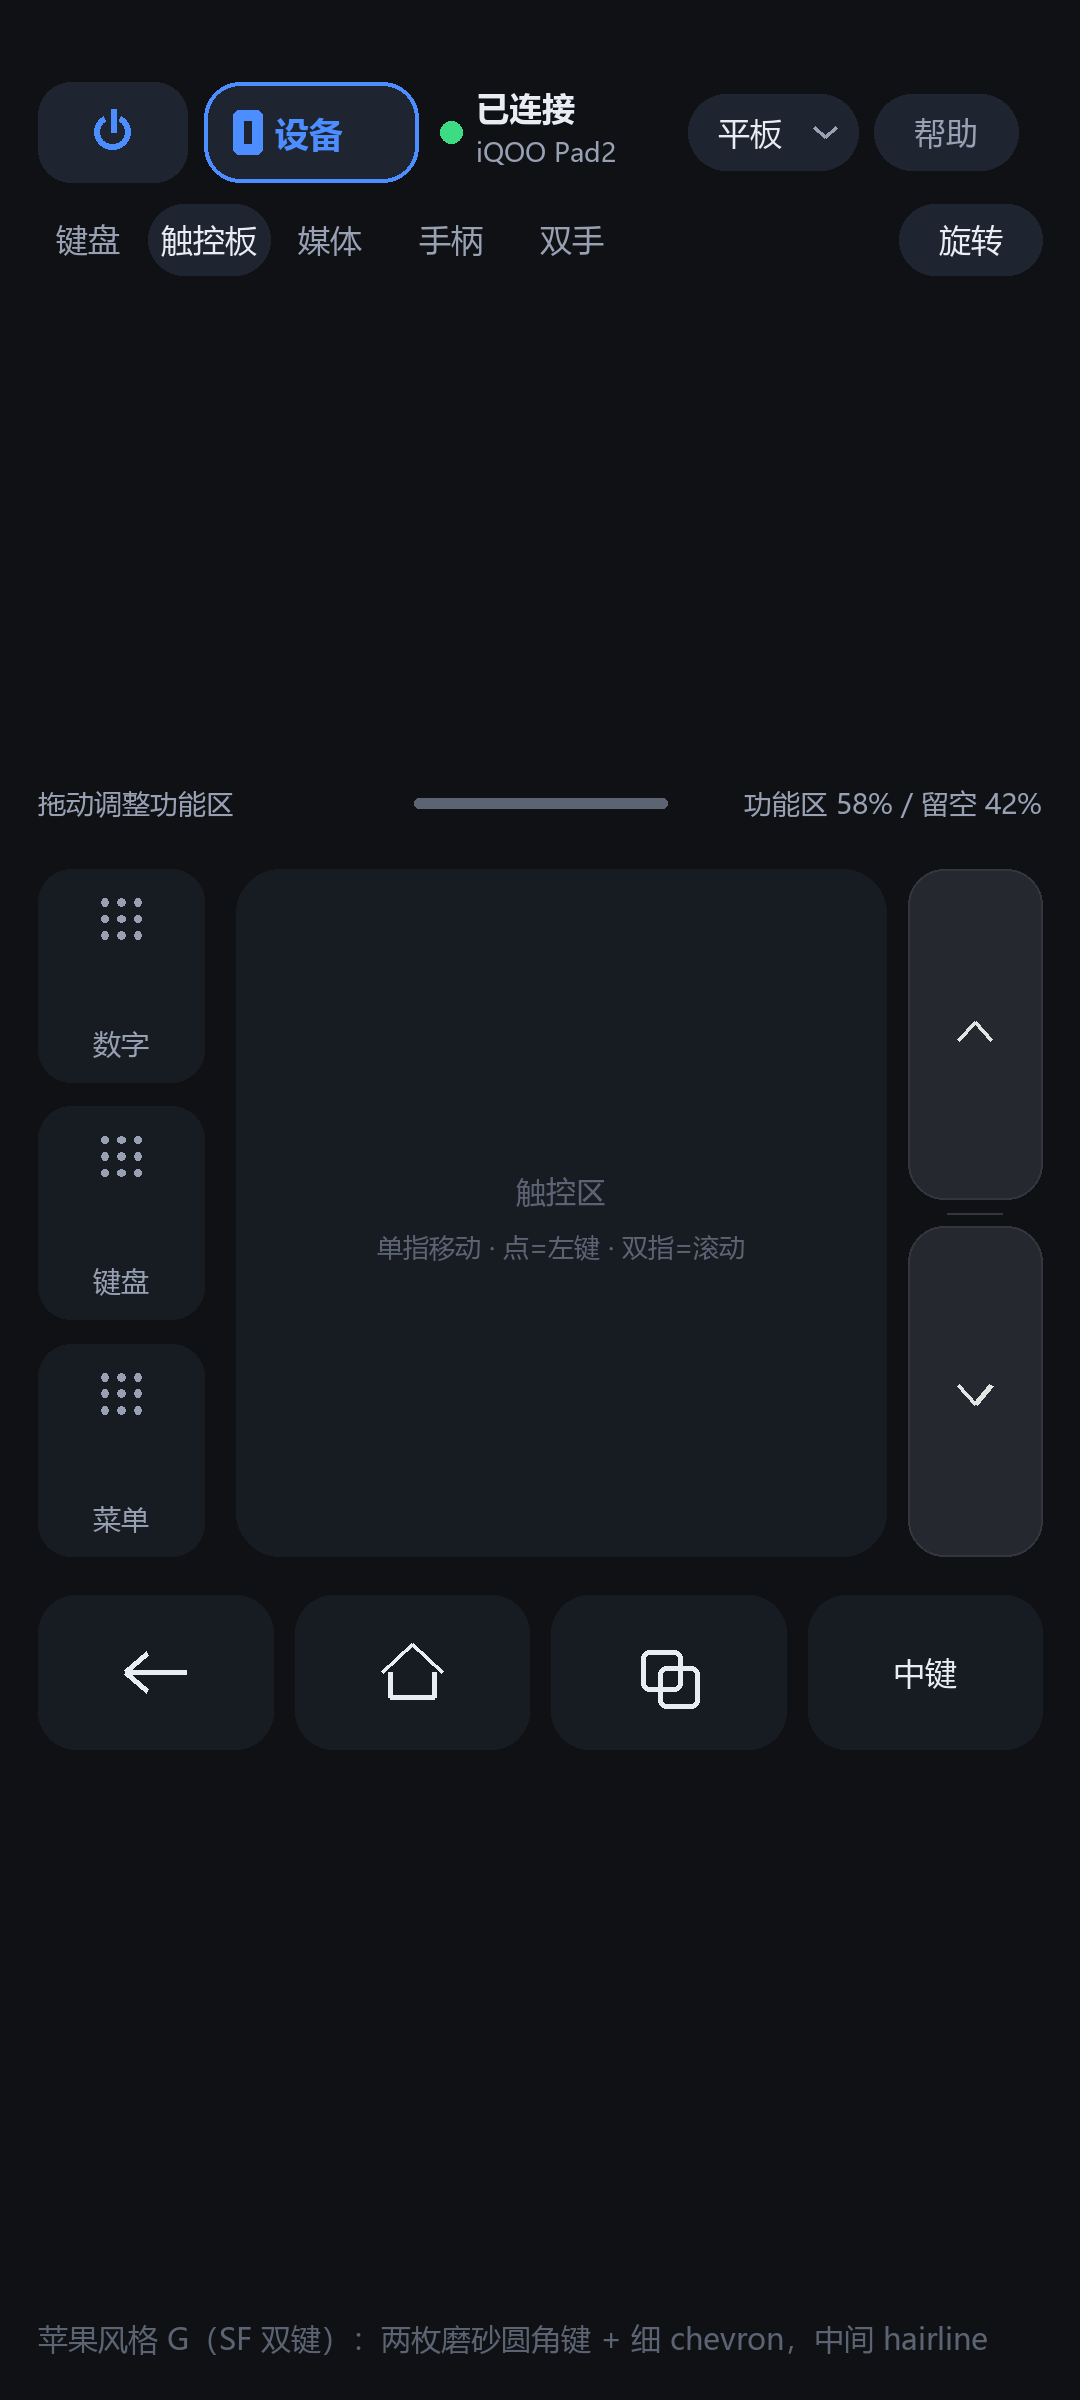 设备
已连接
iQOO Pad2
平板
帮助
键盘
触控板
媒体
手柄
双手
旋转
拖动调整功能区
功能区 58% / 留空 42%
数字
键盘
菜单
触控区
单指移动 · 点=左键 · 双指=滚动
中键
苹果风格 G（SF 双键）：两枚磨砂圆角键 + 细 chevron，中间 hairline